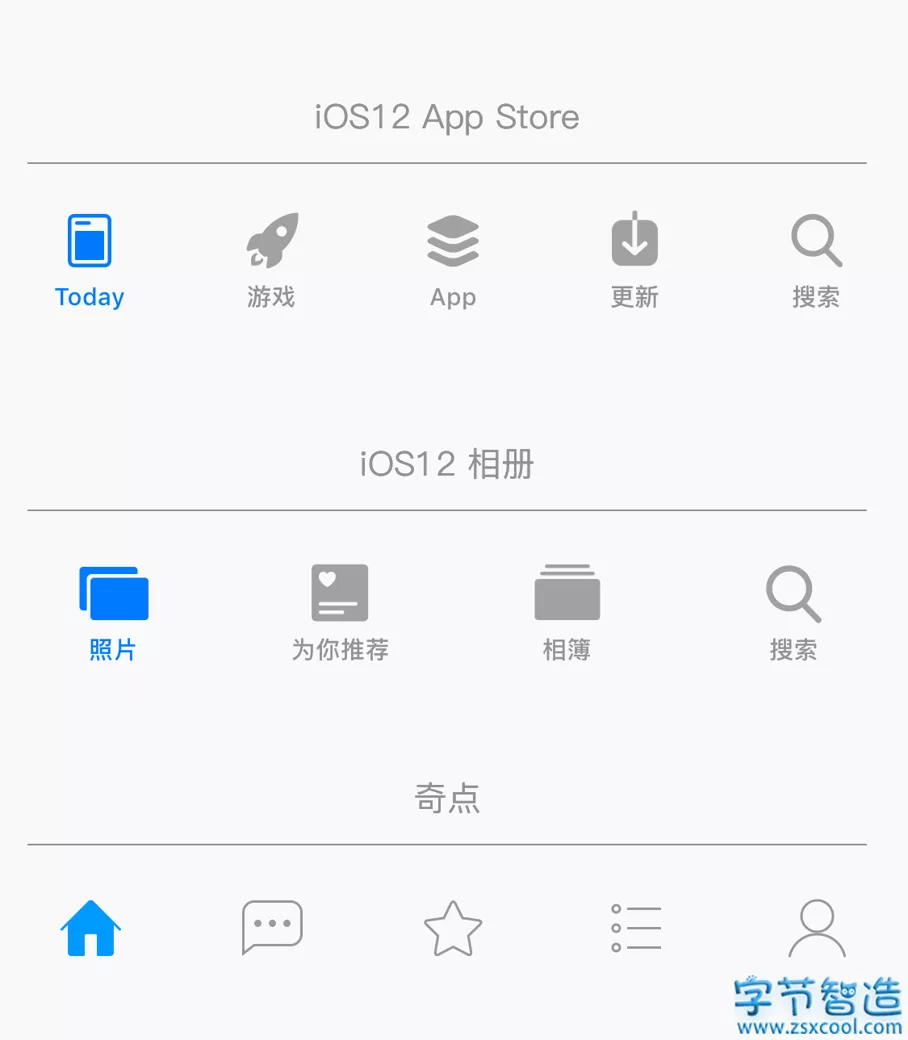 iOS12 App Store
Today
游戏
App
更新
搜索
iOS12 相册
照片
为你推荐
相簿
搜索
奇点
字节智造
www.zsxcool.com